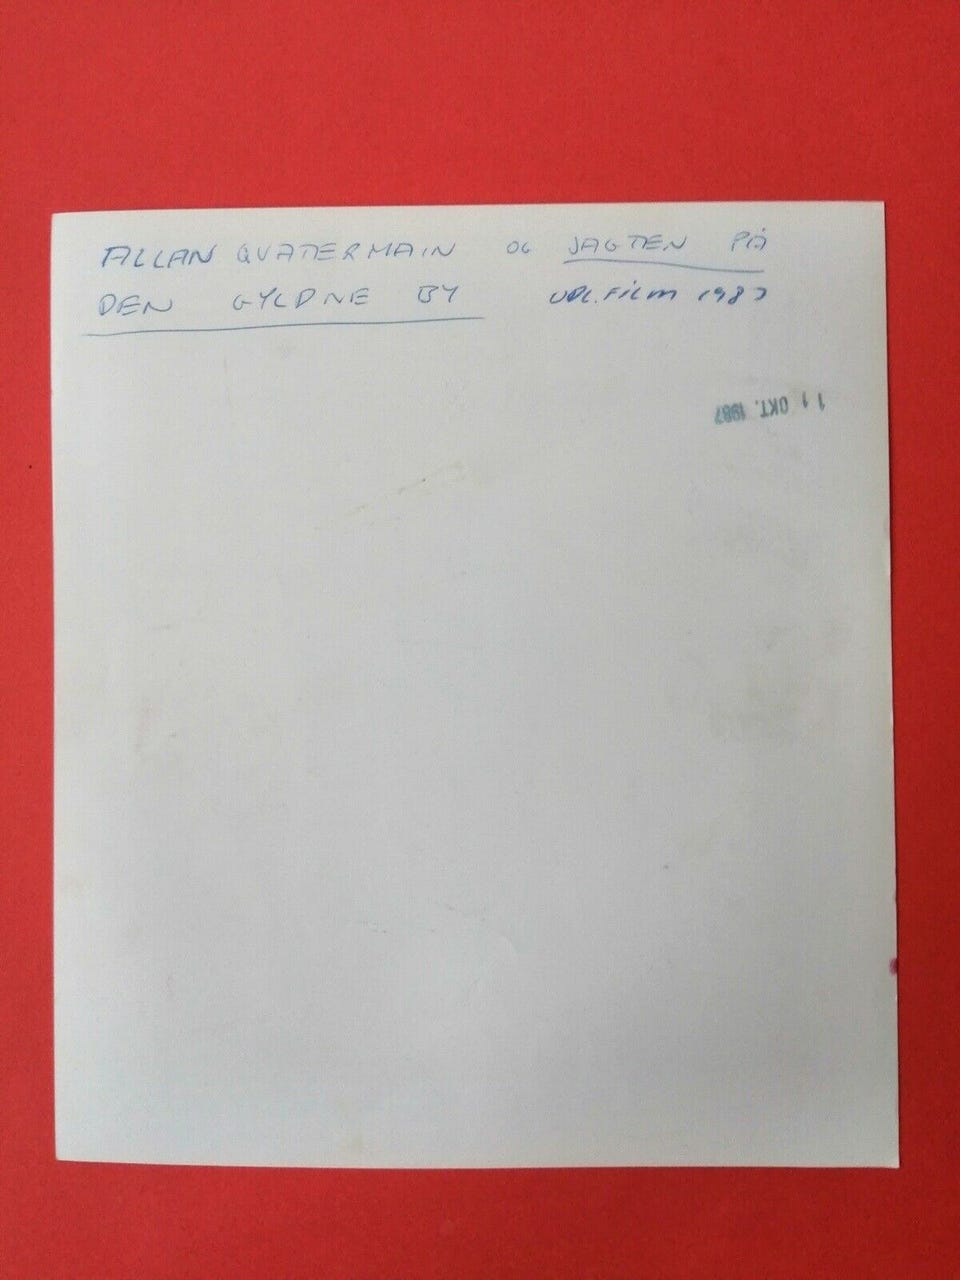 ALLAN QUATERMAIN OG JAGTEN PÅ
DEN GYLDNE BY UDL. FILM 1987
11 OKT. 1987